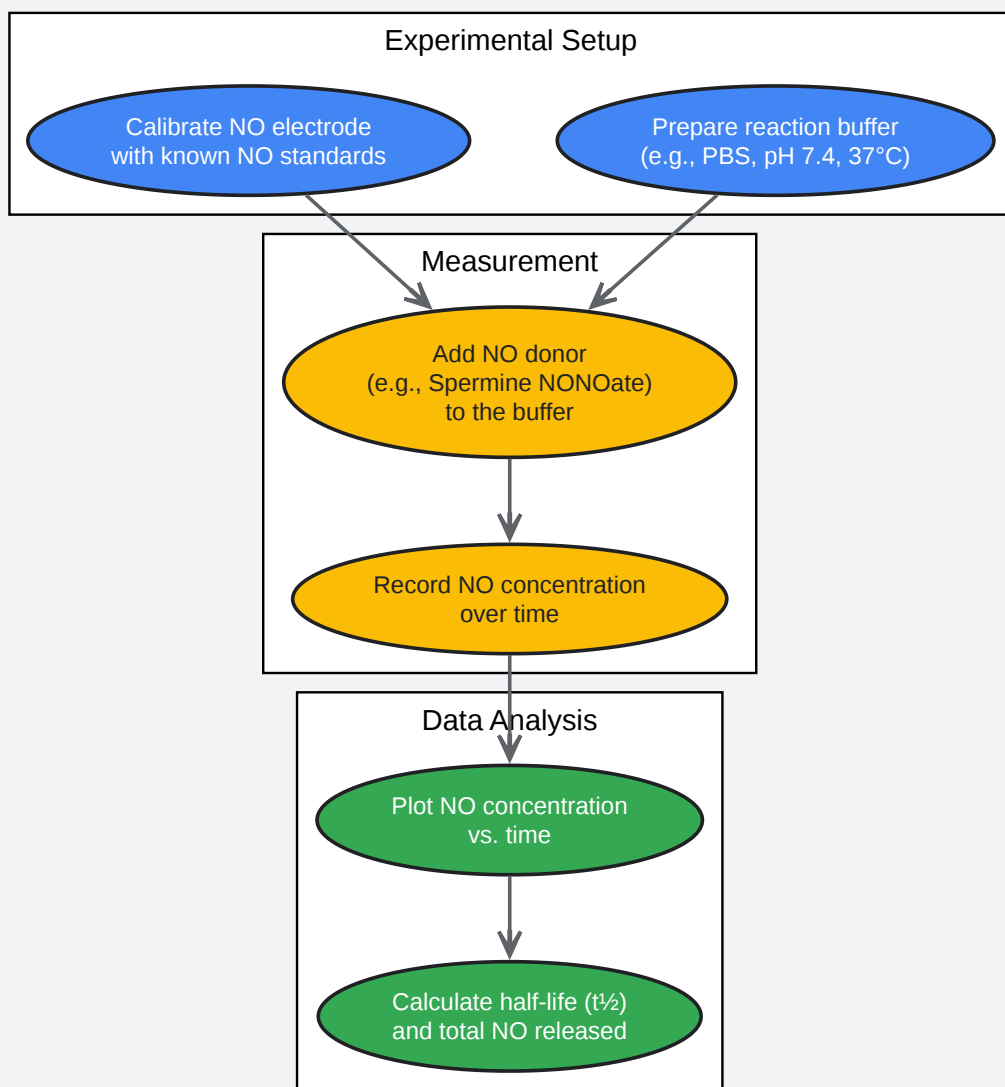 Experimental Setup
Calibrate NO electrode
with known NO standards
Prepare reaction buffer
(e.g., PBS, pH 7.4, 37°C)
Measurement
Add NO donor
(e.g., Spermine NONOate)
to the buffer
Record NO concentration
over time
Data Analysis
Plot NO concentration
vs. time
Calculate half-life (t½)
and total NO released